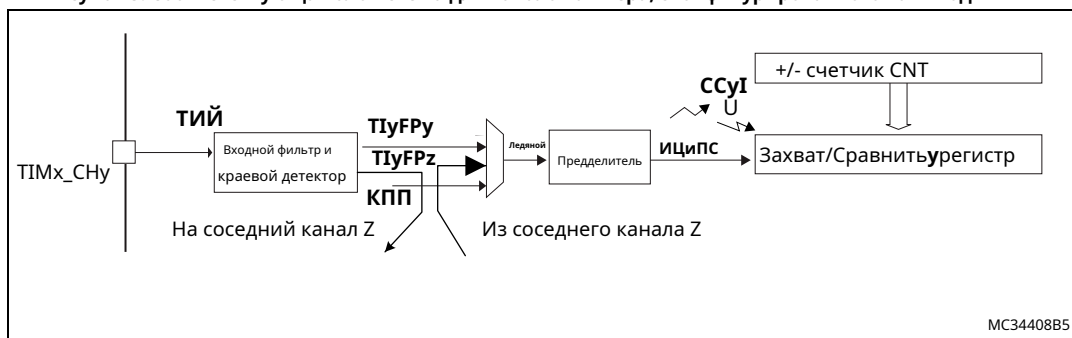 +/- счетчик CNT
CCyI
U
ТИЙ
TIyFPy
TIyFPz
КПП
Входной фильтр и
краевой детектор
Ледяной
Предделитель
ИЦиПС
Захват/Сравнитьурегистр
TIMx_CHy
На соседний канал Z
Из соседнего канала Z
MC34408B5